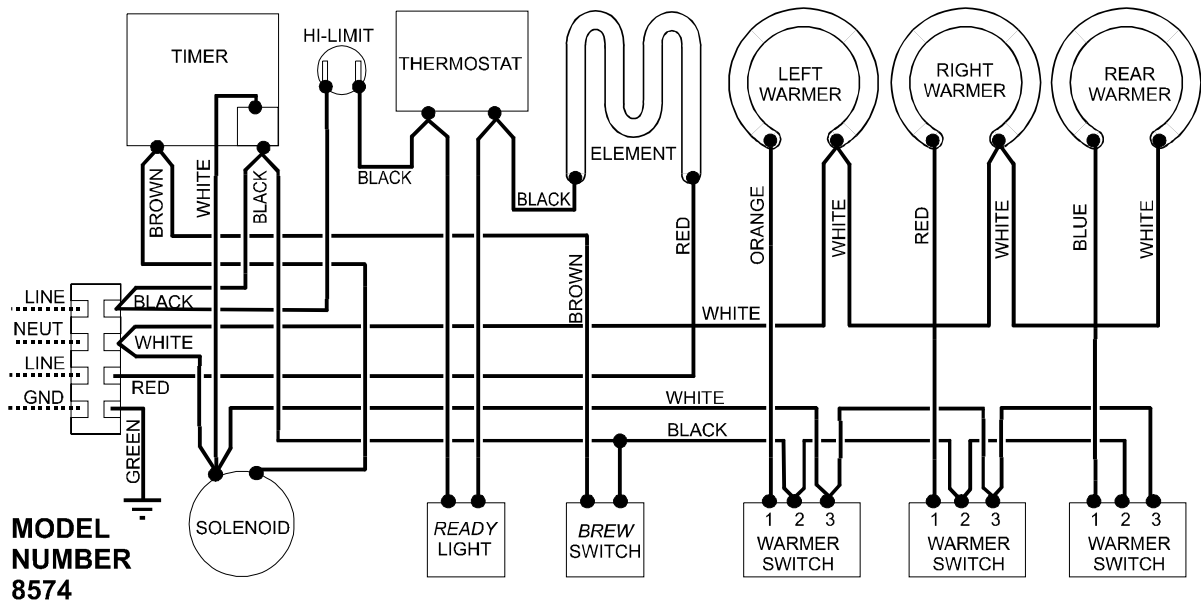 TIMER
HI-LIMIT
THERMOSTAT
ELEMENT
LEFT
WARMER
RIGHT
WARMER
REAR
WARMER
BROWN
WHITE
BLACK
BLACK
BLACK
RED
ORANGE
WHITE
RED
WHITE
BLUE
WHITE
BROWN
LINE
BLACK
NEUT
WHITE
WHITE
LINE
RED
GND
GREEN
WHITE
BLACK
SOLENOID
READY
LIGHT
BREW
SWITCH
1 2 3
WARMER
SWITCH
1 2 3
WARMER
SWITCH
1 2 3
WARMER
SWITCH
MODEL
NUMBER
8574